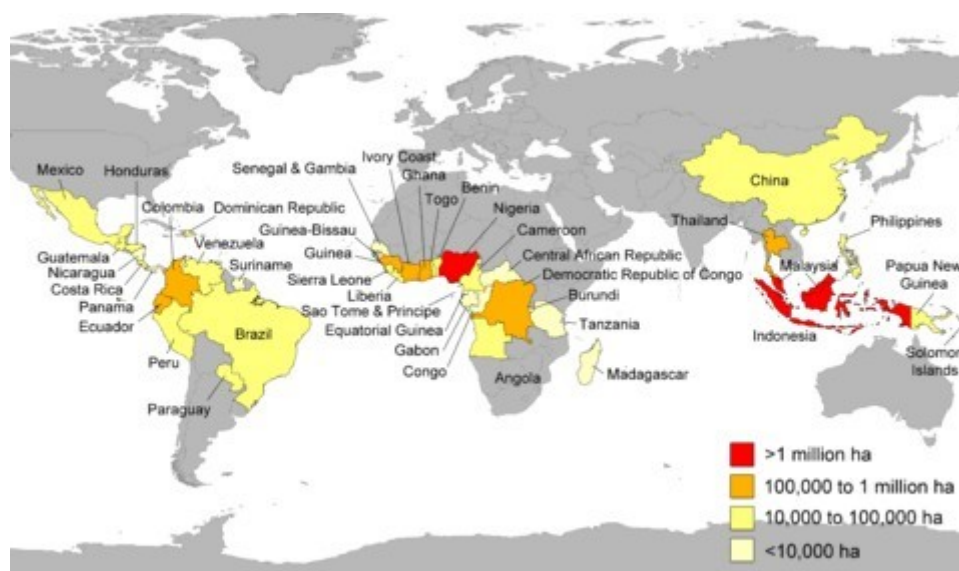 Mexico
Honduras
Senegal & Gambia
Ivory Coast
Ghana
Togo
Benin
Nigeria
Cameroon
Central African Republic
Democratic Republic of Congo
Burundi
Tanzania
Colombia
Dominican Republic
Guinea-Bissau
Guinea
Venezuela
Suriname
Sierra Leone
Liberia
Sao Tome & Principe
Equatorial Guinea
Gabon
Congo
Angola
Madagascar
Guatemala
Nicaragua
Costa Rica
Panama
Ecuador
Peru
Brazil
Paraguay
China
Thailand
Philippines
Malaysia
Papua New
Guinea
Indonesia
Solomon
Islands
>1 million ha
100,000 to 1 million ha
10,000 to 100,000 ha
<10,000 ha